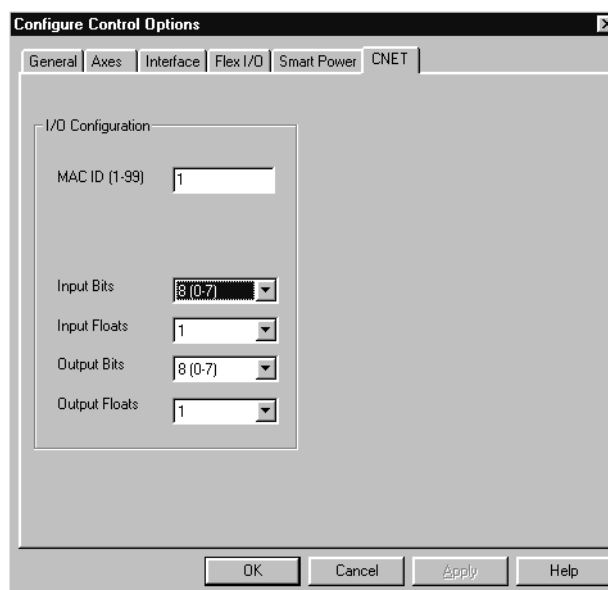 Configure Control Options
General Axes Interface Flex I/O Smart Power CNET
I/O Configuration
MAC ID (1-99) 1
Input Bits 8 (0-7)
Input Floats 1
Output Bits 8 (0-7)
Output Floats 1
OK Cancel Apply Help